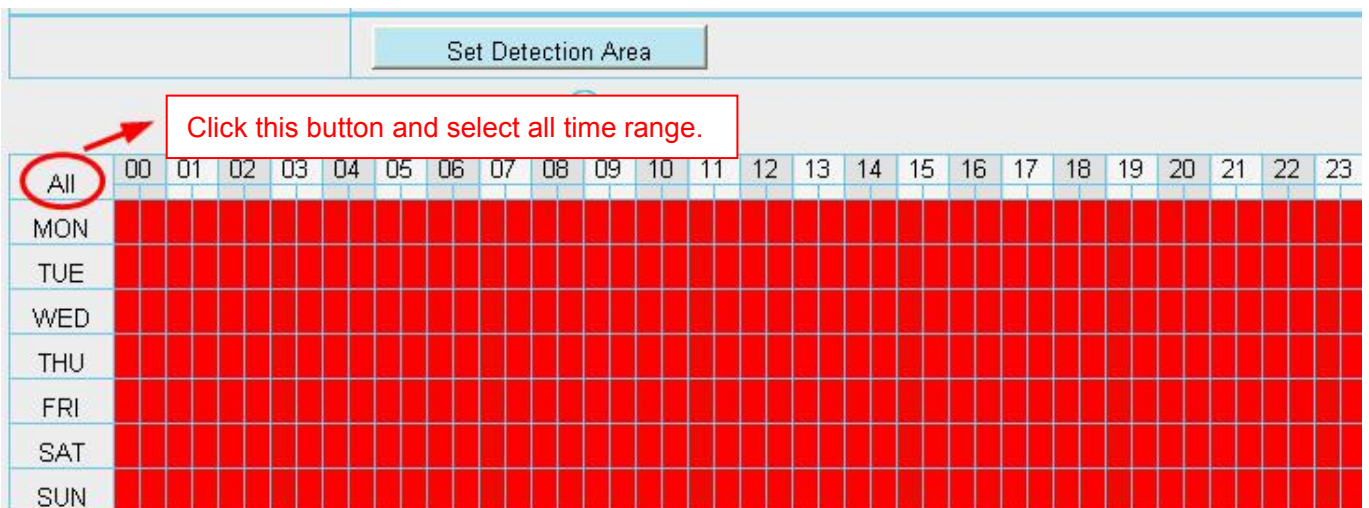 Set Detection Area
Click this button and select all time range.
All 00 01 02 03 04 05 06 07 08 09 10 11 12 13 14 15 16 17 18 19 20 21 22 23
MON
TUE
WED
THU
FRI
SAT
SUN